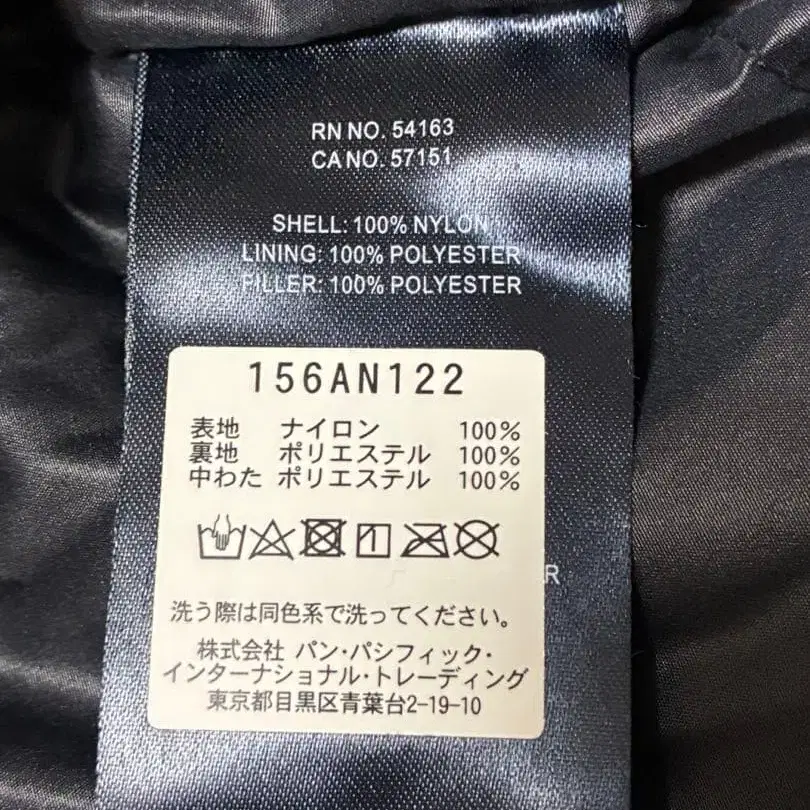 RN NO. 54163
CA NO. 57151
SHELL: 100% NYLON
LINING: 100% POLYESTER
FILLER: 100% POLYESTER
156AN122
表地 ナイロン 100%
裏地 ポリエステル 100%
中わた ポリエステル 100%
R
洗う際は同色系で洗ってください。
株式会社 パン・パシフィック・
インターナショナル・トレーディング
東京都目黒区青葉台2-19-10